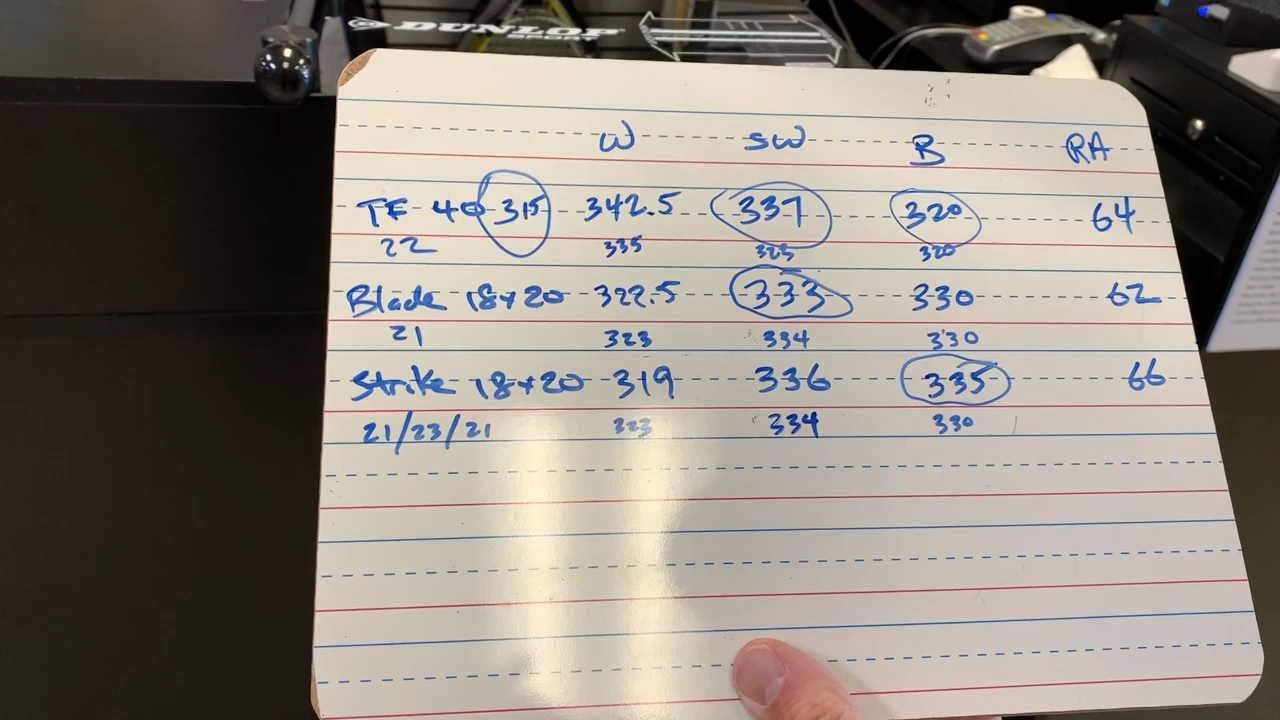 DUNLOP
W SW B RA
TF 40 315 342.5 337 320 64
22 335 323 320
Blade 18x20 322.5 333 330 62
21 323 334 330
Strike 18x20 319 336 335 66
21/23/21 323 334 330